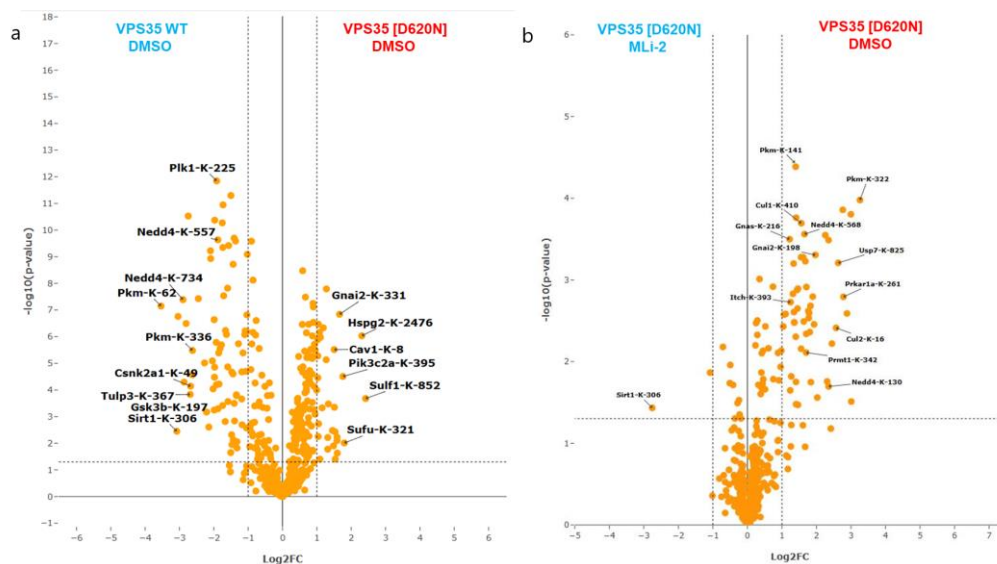 a
VPS35 WT
DMSO
VPS35 [D620N]
DMSO
18
17
16
15
14
13
12
11
10
9
8
7
6
5
4
3
2
1
0
−1
-log10(p-value)
Plk1-K-225
Nedd4-K-557
Nedd4-K-734
Pkm-K-62
Pkm-K-336
Csnk2a1-K-49
Tulp3-K-367
Gsk3b-K-197
Sirt1-K-306
Gnai2-K-331
Hspg2-K-2476
Cav1-K-8
Pik3c2a-K-395
Sulf1-K-852
Sufu-K-321
−6 −5 −4 −3 −2 −1 0 1 2 3 4 5 6
Log2FC
b
VPS35 [D620N]
MLi-2
VPS35 [D620N]
DMSO
6
5
4
3
2
1
0
-log10(p-value)
Pkm-K-141
Pkm-K-322
Cul1-K-410
Gnas-K-216
Nedd4-K-568
Gnai2-K-198
Usp7-K-825
Prkar1a-K-261
Itch-K-393
Cul2-K-16
Prmt1-K-342
Nedd4-K-130
Sirt1-K-306
−5 −4 −3 −2 −1 0 1 2 3 4 5 6 7
Log2FC